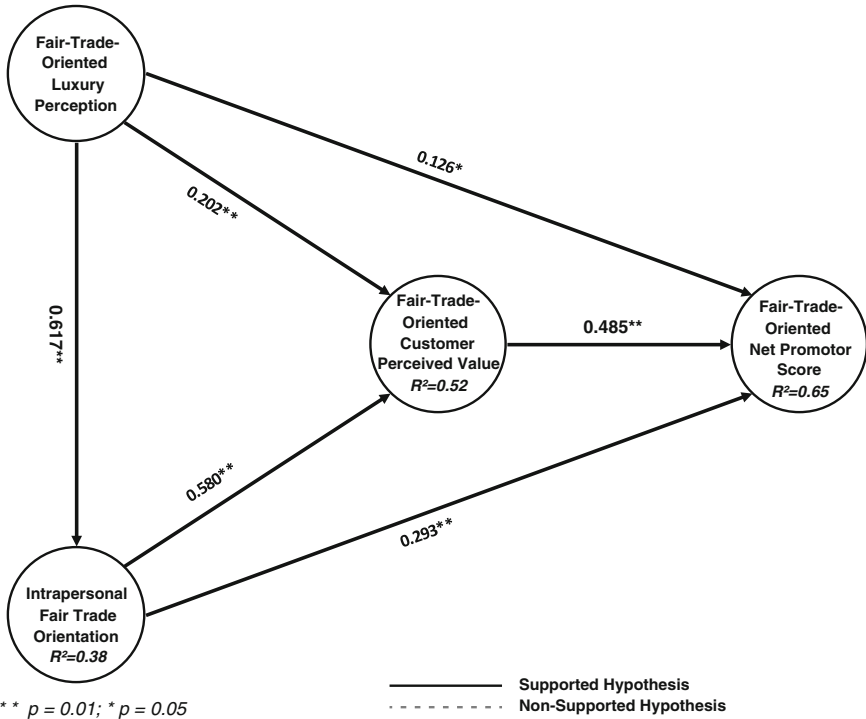 Fair-Trade-
Oriented
Luxury
Perception
0.126*
0.202**
0.617**
Fair-Trade-
Oriented
Customer
Perceived Value
R²=0.52
0.485**
Fair-Trade-
Oriented
Net Promotor
Score
R²=0.65
0.580**
0.293**
Intrapersonal
Fair Trade
Orientation
R²=0.38
Supported Hypothesis
Non-Supported Hypothesis
** p = 0.01; * p = 0.05